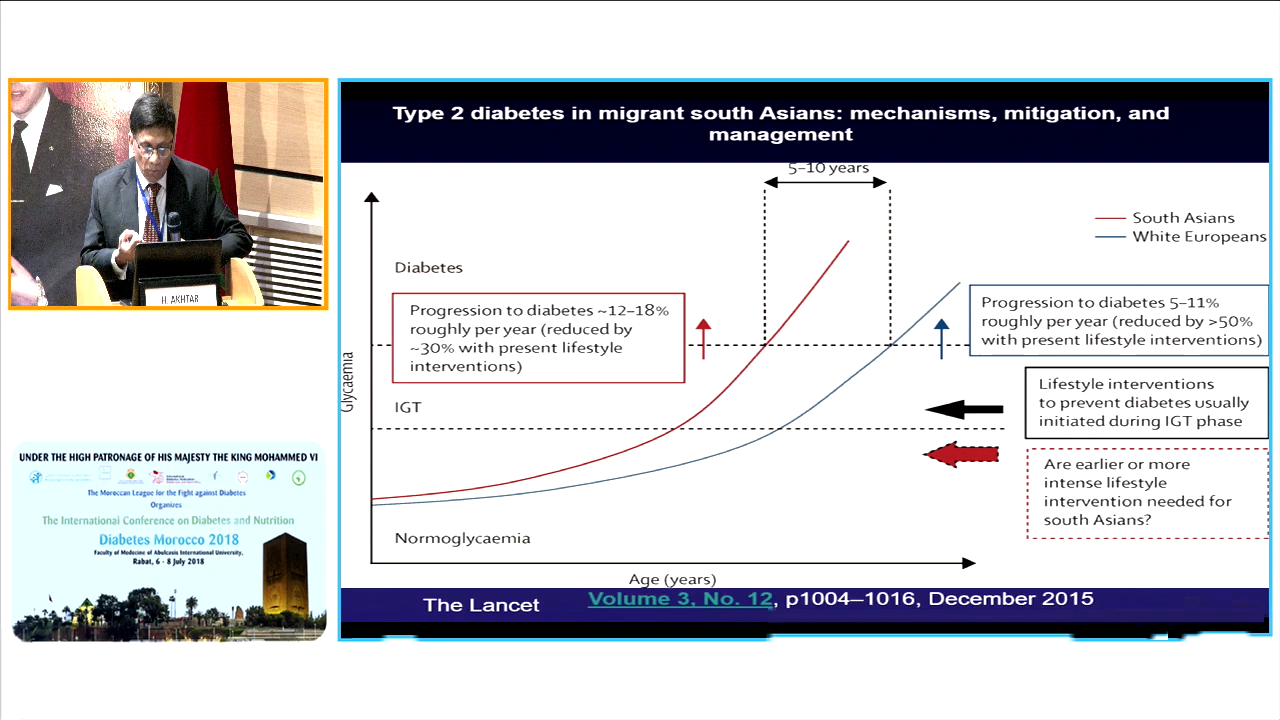 Type 2 diabetes in migrant south Asians: mechanisms, mitigation, and
management
5–10 years
South Asians
White Europeans
Diabetes
Progression to diabetes ~12–18%
roughly per year (reduced by
~30% with present lifestyle
interventions)
Progression to diabetes 5–11%
roughly per year (reduced by >50%
with present lifestyle interventions)
Glycaemia
IGT
Lifestyle interventions
to prevent diabetes usually
initiated during IGT phase
Are earlier or more
intense lifestyle
intervention needed for
south Asians?
Normoglycaemia
Age (years)
The Lancet Volume 3, No. 12, p1004–1016, December 2015
H. AKHTAR
UNDER THE HIGH PATRONAGE OF HIS MAJESTY THE KING MOHAMMED VI
The Moroccan League for the Fight against Diabetes
Organizes
The International Conference on Diabetes and Nutrition
Diabetes Morocco 2018
Faculty of Medecine of Abulcasis International University,
Rabat, 6 - 8 July 2018